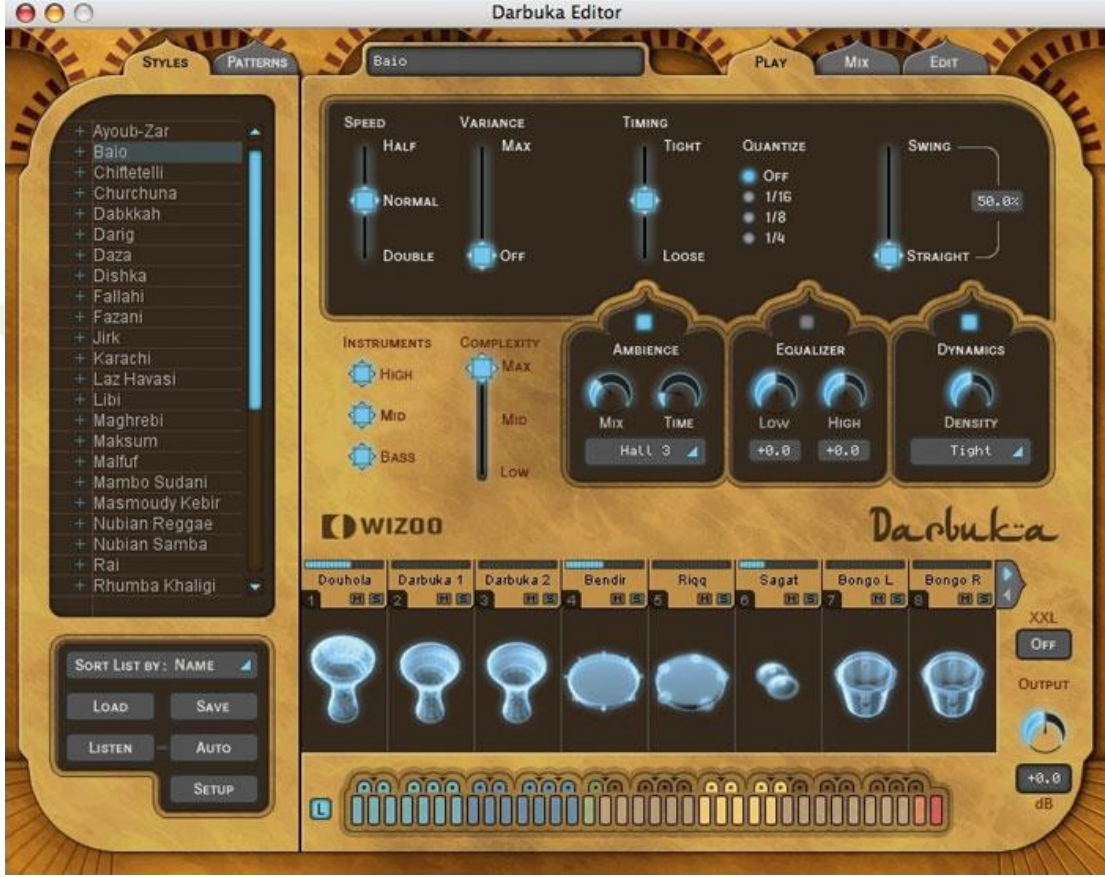 Darbuka Editor
STYLES
PATTERNS
Baio
PLAY
MIX
EDIT
+ Ayoub-Zar
+ Baio
+ Chiftetelli
+ Churchuna
+ Dabkkah
+ Darig
+ Daza
+ Dishka
+ Fallahi
+ Fazani
+ Jirk
+ Karachi
+ Laz Havasi
+ Libi
+ Maghrebi
+ Maksum
+ Malfuf
+ Mambo Sudani
+ Masmoudy Kebir
+ Nubian Reggae
+ Nubian Samba
+ Rai
+ Rhumba Khaligi
SORT LIST BY: NAME
LOAD
SAVE
LISTEN
AUTO
SETUP
SPEED
HALF
NORMAL
DOUBLE
VARIANCE
MAX
OFF
TIMING
TIGHT
LOOSE
QUANTIZE
OFF
1/16
1/8
1/4
SWING
50.0%
STRAIGHT
INSTRUMENTS
HIGH
MID
BASS
COMPLEXITY
MAX
MID
LOW
AMBIENCE
MIX
TIME
Hall 3
EQUALIZER
LOW
HIGH
+0.0
+0.0
DYNAMICS
DENSITY
Tight
WIZOO
Darbuka
Douhola
1 M S
Darbuka 1
2 M S
Darbuka 2
3 M S
Bendir
4 M S
Riqq
5 M S
Sagat
6 M S
Bongo L
7 M S
Bongo R
8 M S
XXL
OFF
OUTPUT
+0.0
dB
L